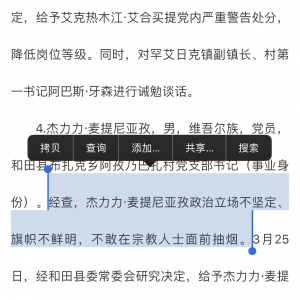 定，给予艾克热木江·艾合买提党内严重警告处分，
降低岗位等级。同时，对罕艾日克镇副镇长、村第
一书记阿巴斯·牙森进行诫勉谈话。
4.杰力力·麦提尼亚孜，男，维吾尔族，党员，
拷贝 查询 添加... 共享... 搜索
和田县布扎克乡阿孜乃巴扎村党支部书记（事业身
份）。经查，杰力力·麦提尼亚孜政治立场不坚定、
旗帜不鲜明，不敢在宗教人士面前抽烟。3月25
日，经和田县委常委会研究决定，给予杰力力·麦提